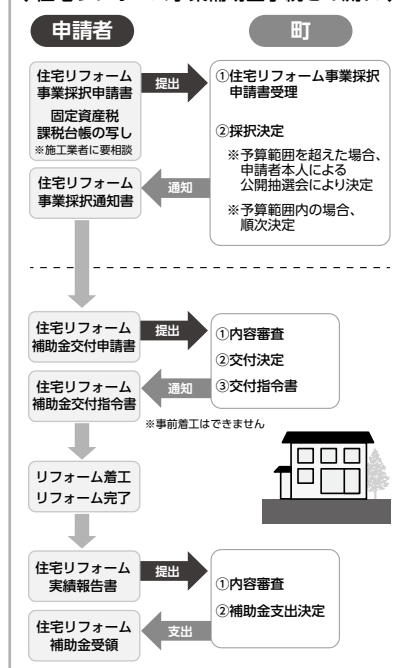 申請者
町
住宅リフォーム
事業採択申請書
固定資産税
課税台帳の写し
※施工業者に要相談
提出
①住宅リフォーム事業採択
申請書受理
②採択決定
※予算範囲を超えた場合、
申請者本人による
公開抽選会により決定
※予算範囲内の場合、
順次決定
住宅リフォーム
事業採択通知書
通知
住宅リフォーム
補助金交付申請書
提出
①内容審査
②交付決定
③交付指令書
住宅リフォーム
補助金交付指令書
通知
※事前着工はできません
リフォーム着工
リフォーム完了
住宅リフォーム
実績報告書
提出
①内容審査
②補助金支出決定
住宅リフォーム
補助金受領
支出